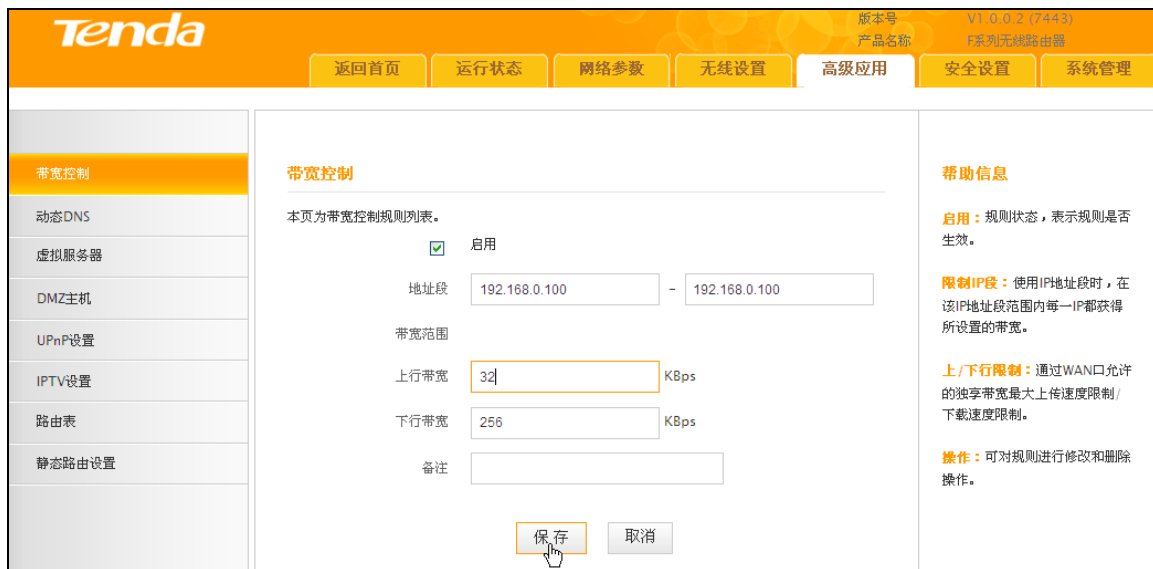 Tenda
版本号 V1.0.0.2 (7443)
产品名称 F系列无线路由器
返回首页 运行状态 网络参数 无线设置 高级应用 安全设置 系统管理
带宽控制
动态DNS
虚拟服务器
DMZ主机
UPnP设置
IPTV设置
路由表
静态路由设置
带宽控制
本页为带宽控制规则列表。
启用
地址段 192.168.0.100 - 192.168.0.100
带宽范围
上行带宽 32 KBps
下行带宽 256 KBps
备注
保存 取消
帮助信息
启用：规则状态，表示规则是否
生效。
限制IP段：使用IP地址段时，在
该IP地址段范围内每一IP都获得
所设置的带宽。
上/下行限制：通过WAN口允许
的独享带宽最大上传速度限制/
下载速度限制。
操作：可对规则进行修改和删除
操作。